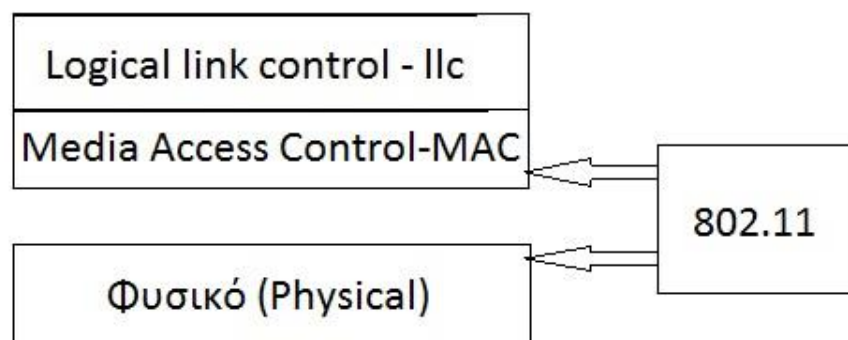 Logical link control - llc
Media Access Control-MAC
802.11
Φυσικό (Physical)